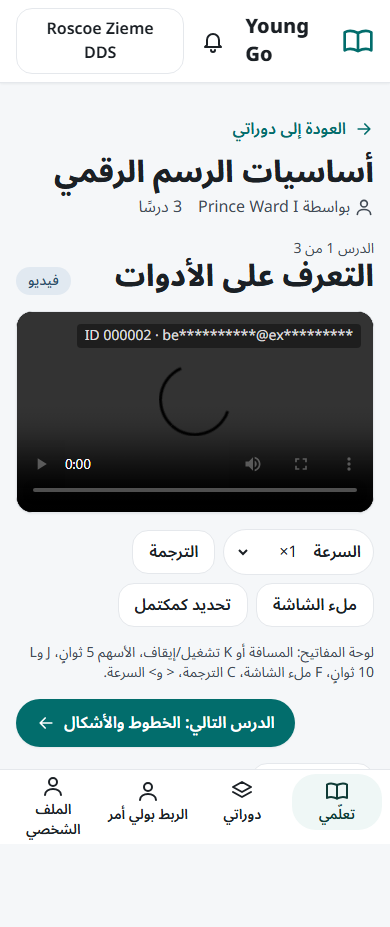 Young
Go
Roscoe Zieme
DDS
العودة إلى دوراتي
أساسيات الرسم الرقمي
بواسطة Prince Ward I
3 درسًا
الدرس 1 من 3
التعرف على الأدوات
فيديو
ID 000002 · be**********@ex*********
0:00
السرعة
1×
الترجمة
ملء الشاشة
تحديد كمكتمل
لوحة المفاتيح: المسافة أو K تشغيل/إيقاف، الأسهم 5 ثوانٍ، J وL
10 ثوانٍ، F ملء الشاشة، C الترجمة، < و> السرعة.
الدرس التالي: الخطوط والأشكال
تعلّمي
دوراتي
الربط بولي أمر
الملف
الشخصي